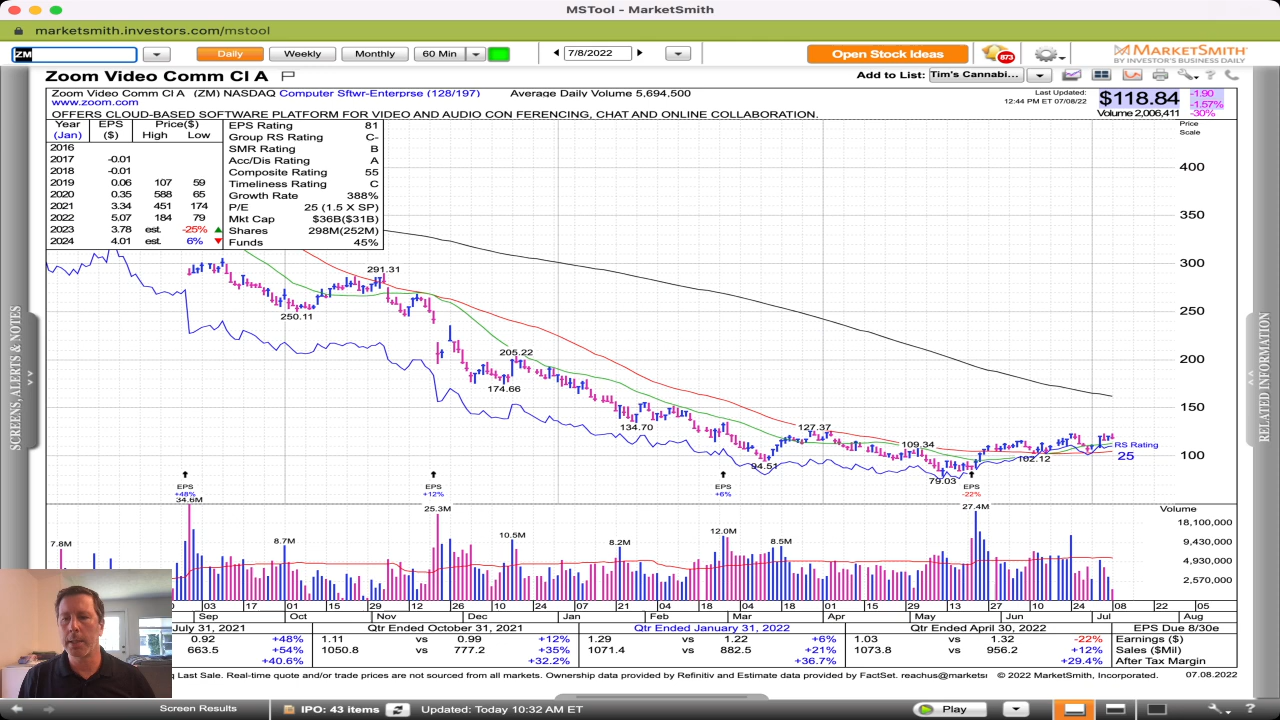 MSTool - MarketSmith
marketsmith.investors.com/mstool
ZM Daily Weekly Monthly 60 Min 7/8/2022 Open Stock Ideas 873 MARKETSMITH
BY INVESTOR'S BUSINESS DAILY
Zoom Video Comm Cl A Add to List: Tim's Cannabi...
Zoom Video Comm Cl A (ZM) NASDAQ Computer Sftwr-Enterprse (128/197) Average Daily Volume 5,694,500
www.zoom.com
OFFERS CLOUD-BASED SOFTWARE PLATFORM FOR VIDEO AND AUDIO CON FERENCING, CHAT AND ONLINE COLLABORATION.
Last Updated:
12:44 PM ET 07/08/22
$118.84 -1.90
-1.57%
Volume 2,006,411 -30%
Year EPS Price($)
(Jan) ($) High Low
2016
2017 -0.01
2018 -0.01
2019 0.06 107 59
2020 0.35 588 65
2021 3.34 451 174
2022 5.07 184 79
2023 3.78 est. -25%
2024 4.01 est. 6%
EPS Rating 81
Group RS Rating C-
SMR Rating B
Acc/Dis Rating A
Composite Rating 55
Timeliness Rating C
Growth Rate 388%
P/E 25 (1.5 X SP)
Mkt Cap $36B($31B)
Shares 298M(252M)
Funds 45%
Price
Scale
400
350
300
250
200
150
100
291.31
250.11
205.22
174.66
134.70
127.37
94.51
109.34
79.03
102.12
RS Rating
25
EPS EPS EPS EPS
+48% +12% +6% -22%
34.6M
7.8M
8.7M
25.3M
10.5M
8.2M
12.0M
8.5M
27.4M
Volume
18,100,000
9,430,000
4,930,000
2,570,000
03 17 01 15 29 12 26 10 24 07 21 04 18 04 18 01 15 29 13 27 10 24 08 22 05
Sep Oct Nov Dec Jan Feb Mar Apr May Jun Jul Aug
July 31, 2021 Qtr Ended October 31, 2021 Qtr Ended January 31, 2022 Qtr Ended April 30, 2022 EPS Due 8/30e
0.92 +48% 1.11 vs 0.99 +12% 1.29 vs 1.22 +6% 1.03 vs 1.32 -22% Earnings ($)
663.5 +54% 1050.8 vs 777.2 +35% 1071.4 vs 882.5 +21% 1073.8 vs 956.2 +12% Sales ($)
+40.6% +32.2% +36.7% +29.4% After Tax Margin
q Last Sale. Real-time quote and/or trade prices are not sourced from all markets. Ownership data provided by Refinitiv and Estimate data provided by FactSet. reachus@marketsı © 2022 MarketSmith, Incorporated. 07.08.2022
SCREENS, ALERTS & NOTES
RELATED INFORMATION
Screen Results IPO: 43 items Updated: Today 10:32 AM ET Play